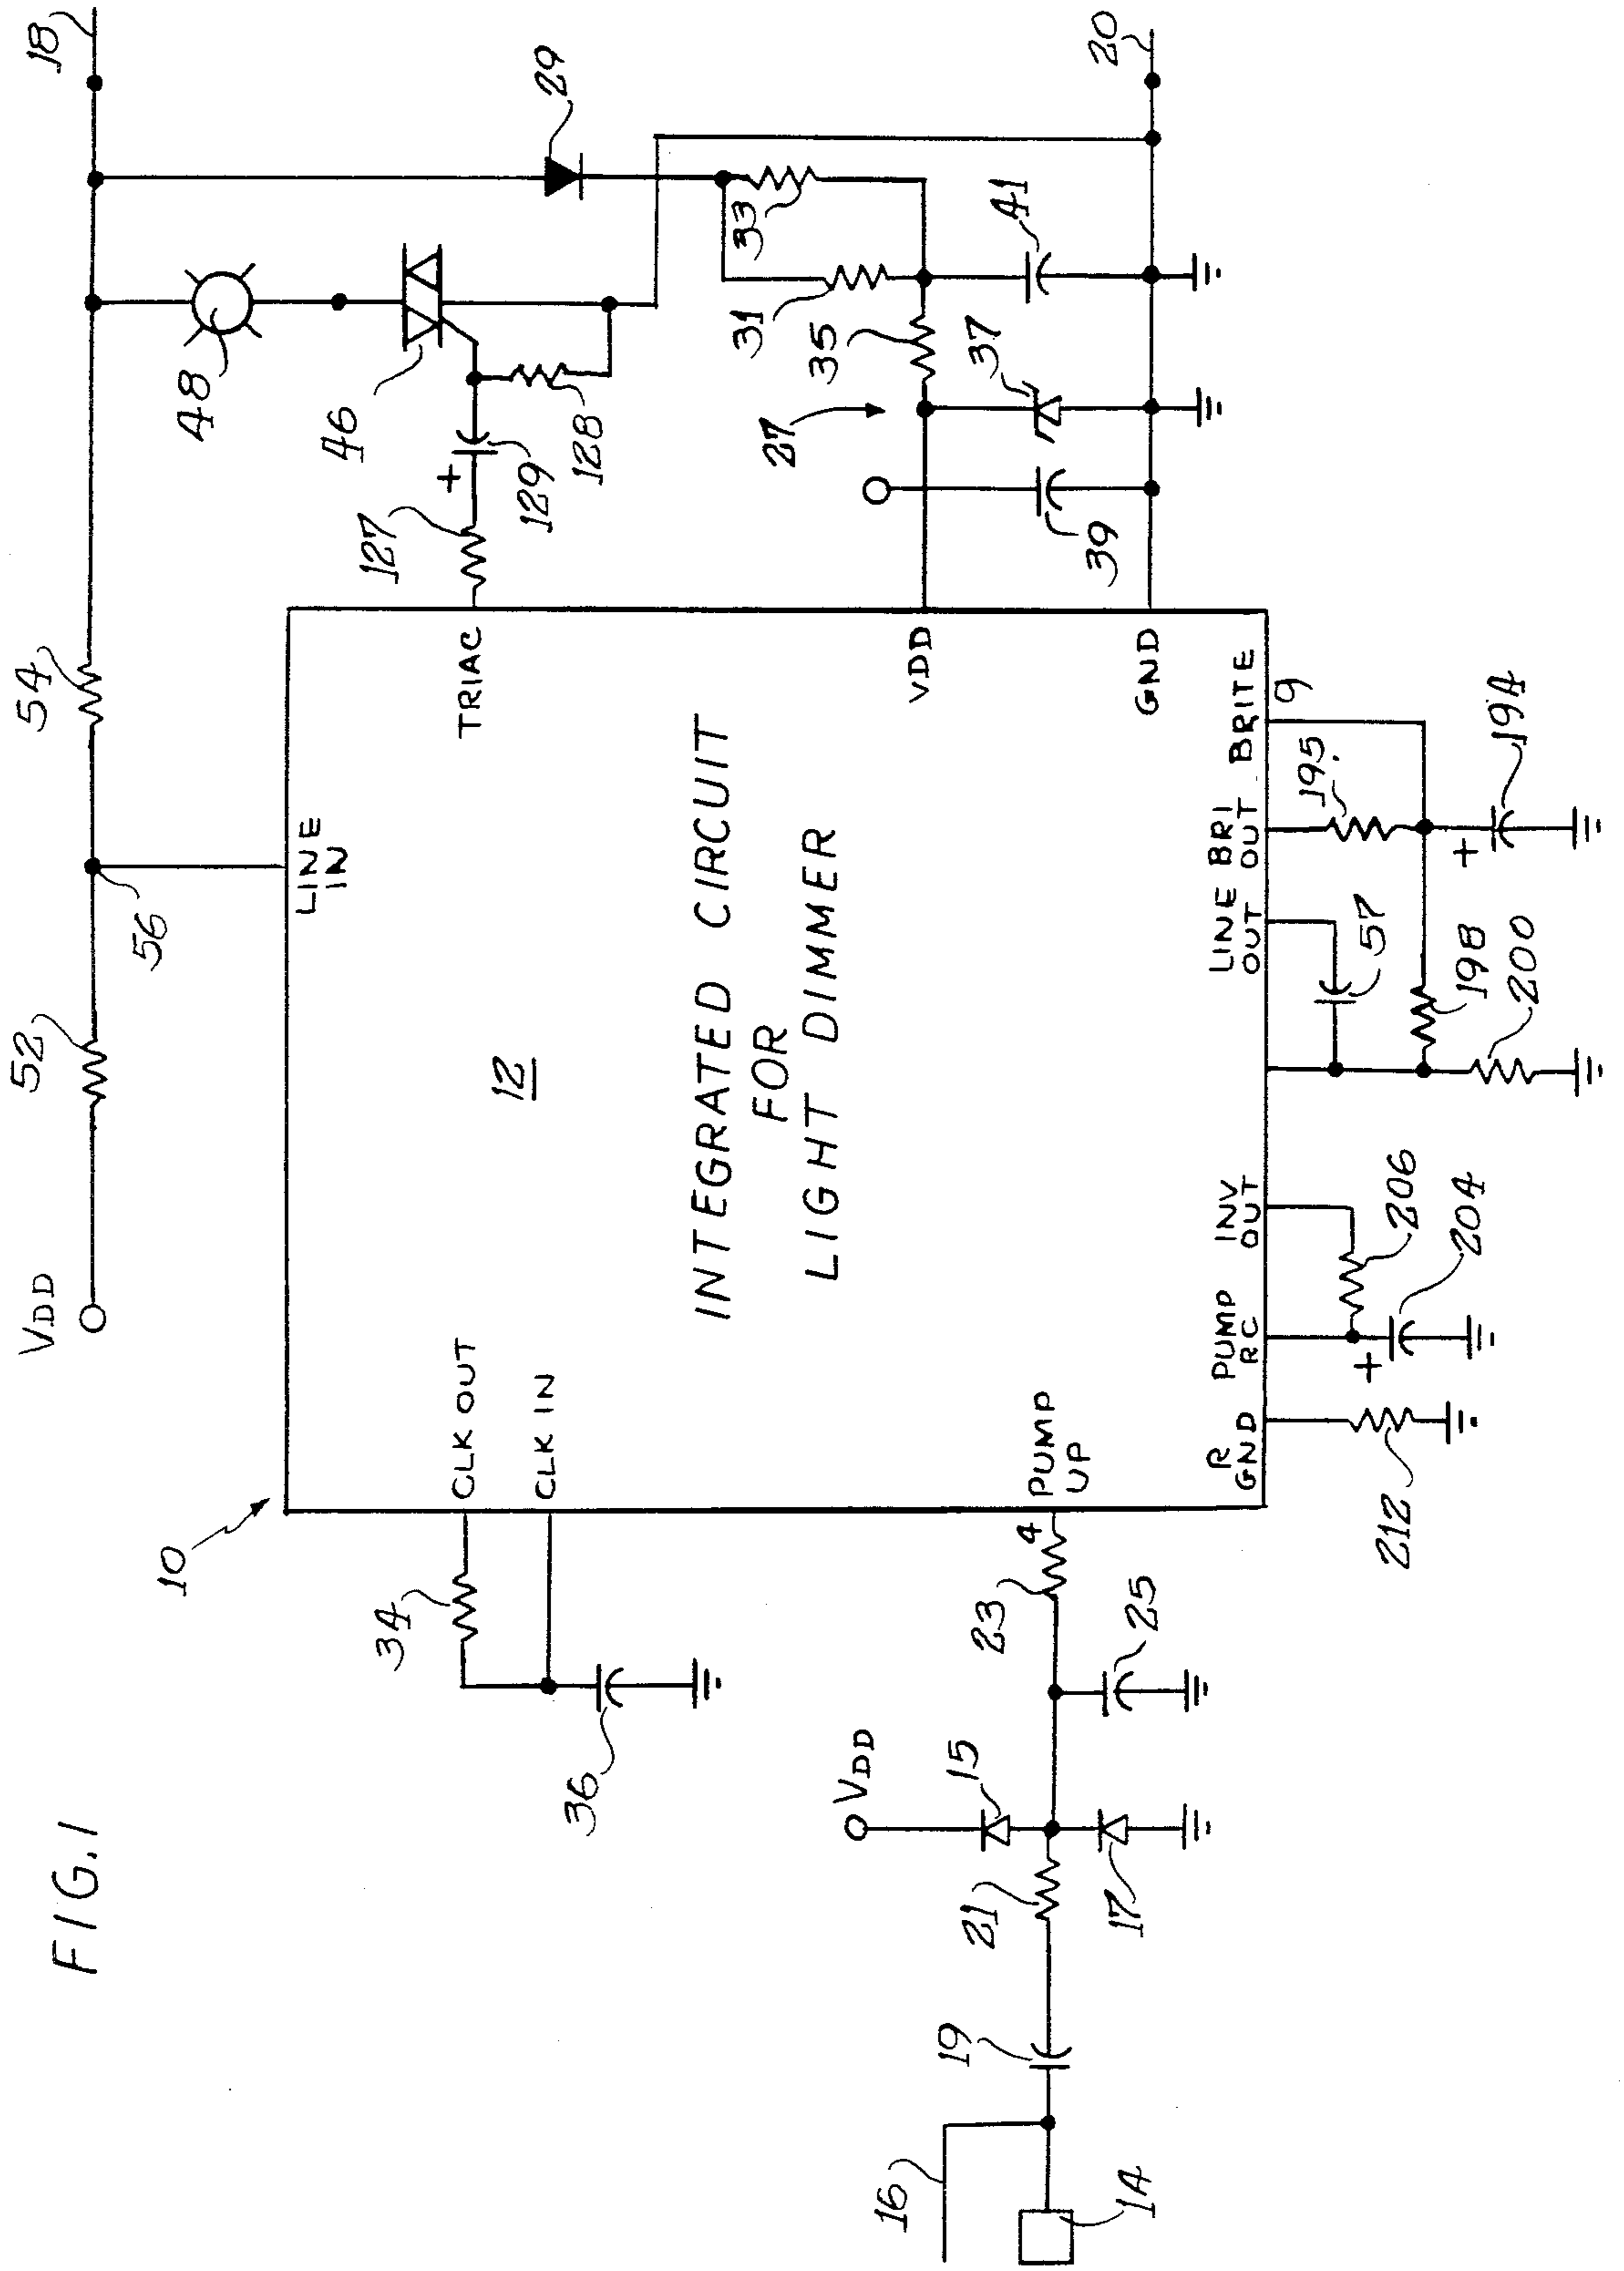 FIG.1
10
VDD
52
56
54
18
48
46
29
127
+
129
128
LINE
IN
TRIAC
12
INTEGRATED CIRCUIT
FOR
LIGHT DIMMER
CLK OUT
CLK IN
34
36
31
33
35
27
37
41
39
20
VDD
GND
VDD
15
21
17
19
16
14
23
4
25
PUMP
UP
R
GND
PUMP
RC
INV
OUT
LINE
OUT
BRI
OUT
BRITE
9
212
206
204
+
57
198
200
195
194
+